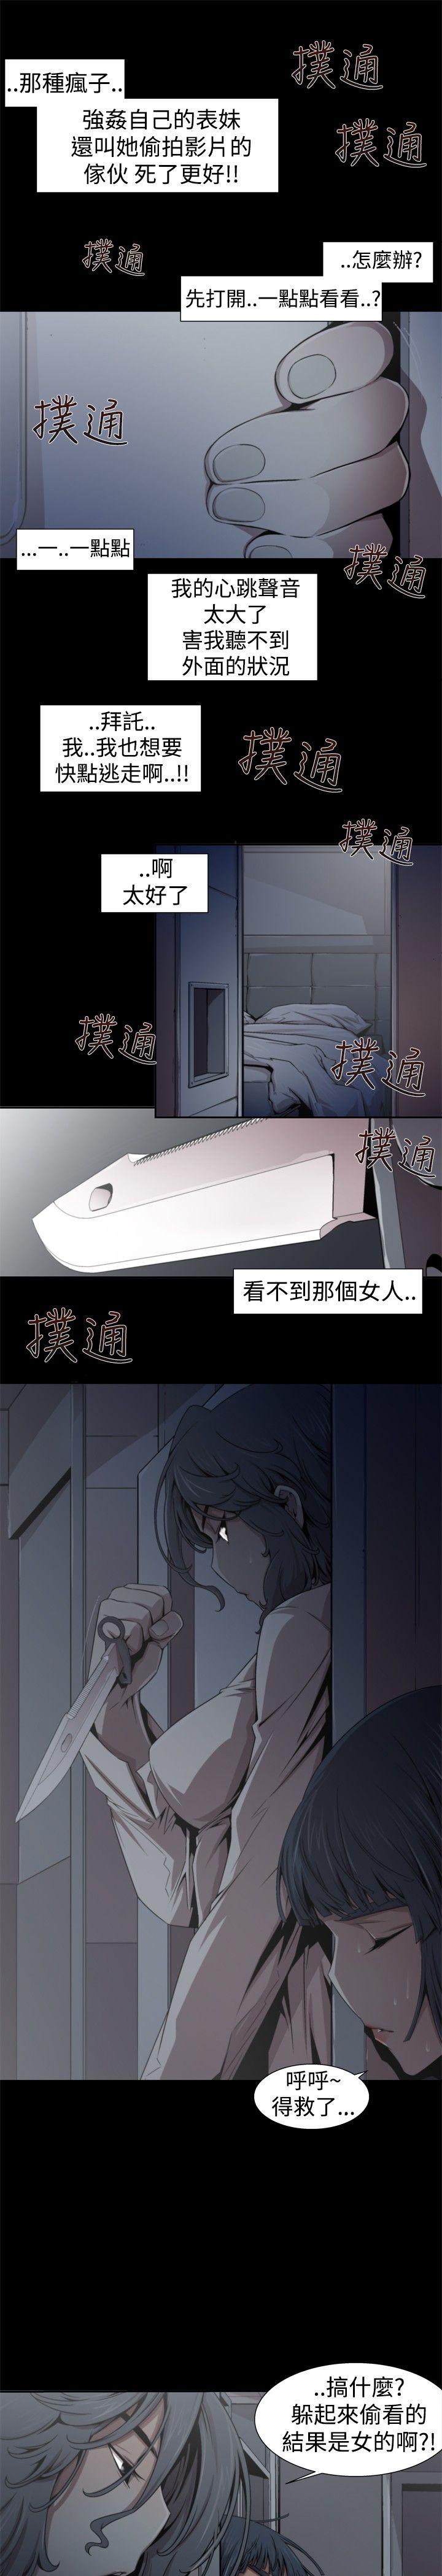 撲通
..那種瘋子..
撲通
強姦自己的表妹
還叫她偷拍影片的
傢伙 死了更好!!
撲通
..怎麼辦?
先打開..一點點看看..?
撲通
...一..一點點
撲通
我的心跳聲音
太大了
害我聽不到
外面的狀況
..拜託..
我..我也想要
快點逃走啊..!!
撲通
撲通
..啊
太好了
撲通
撲通
撲通
看不到那個女人..
撲通
呼呼~
得救了...
..搞什麼?
躲起來偷看的
結果是女的啊?!